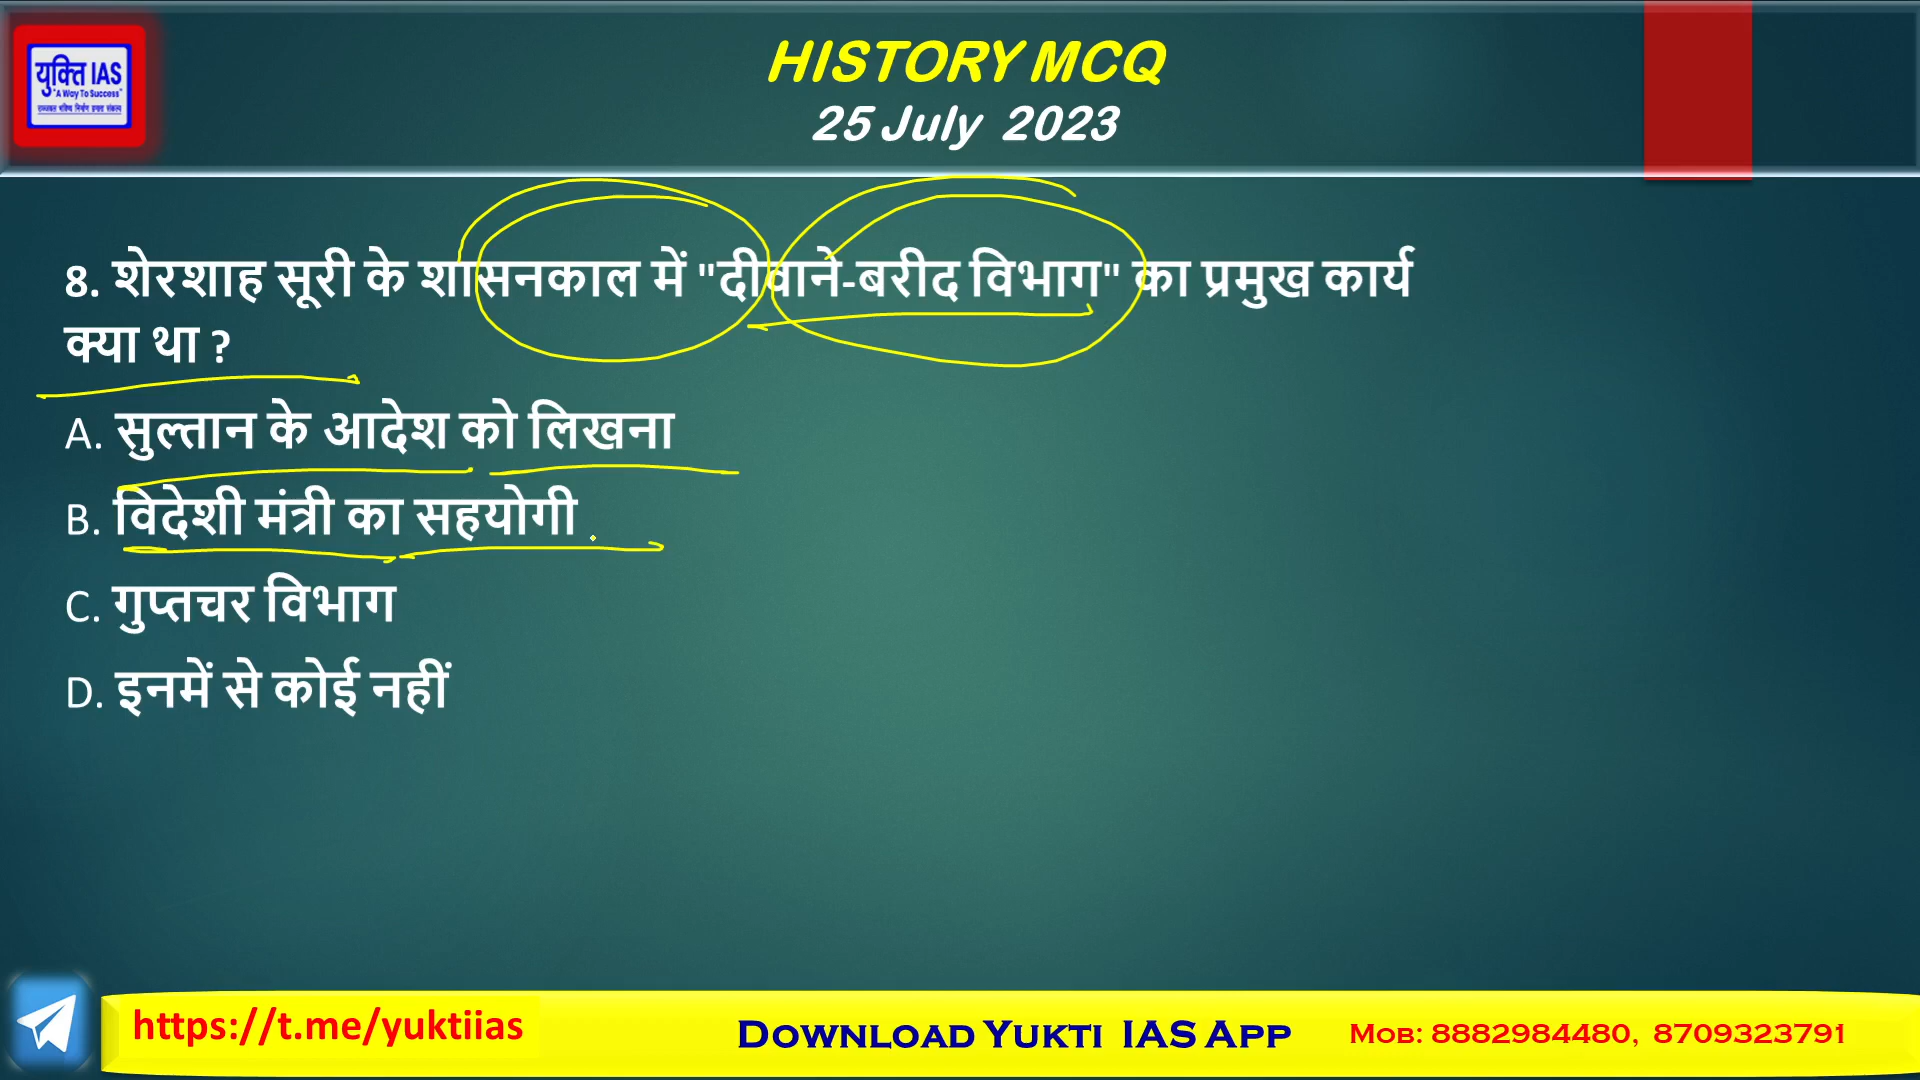 युक्ति IAS
"A Way To Success"
HISTORY MCQ
25 July 2023
8. शेरशाह सूरी के शासनकाल में "दीवाने-बरीद विभाग" का प्रमुख कार्य
क्या था ?
A. सुल्तान के आदेश को लिखना
B. विदेशी मंत्री का सहयोगी
C. गुप्तचर विभाग
D. इनमें से कोई नहीं
https://t.me/yuktiias
DOWNLOAD YUKTI IAS APP
MOB: 8882984480, 8709323791